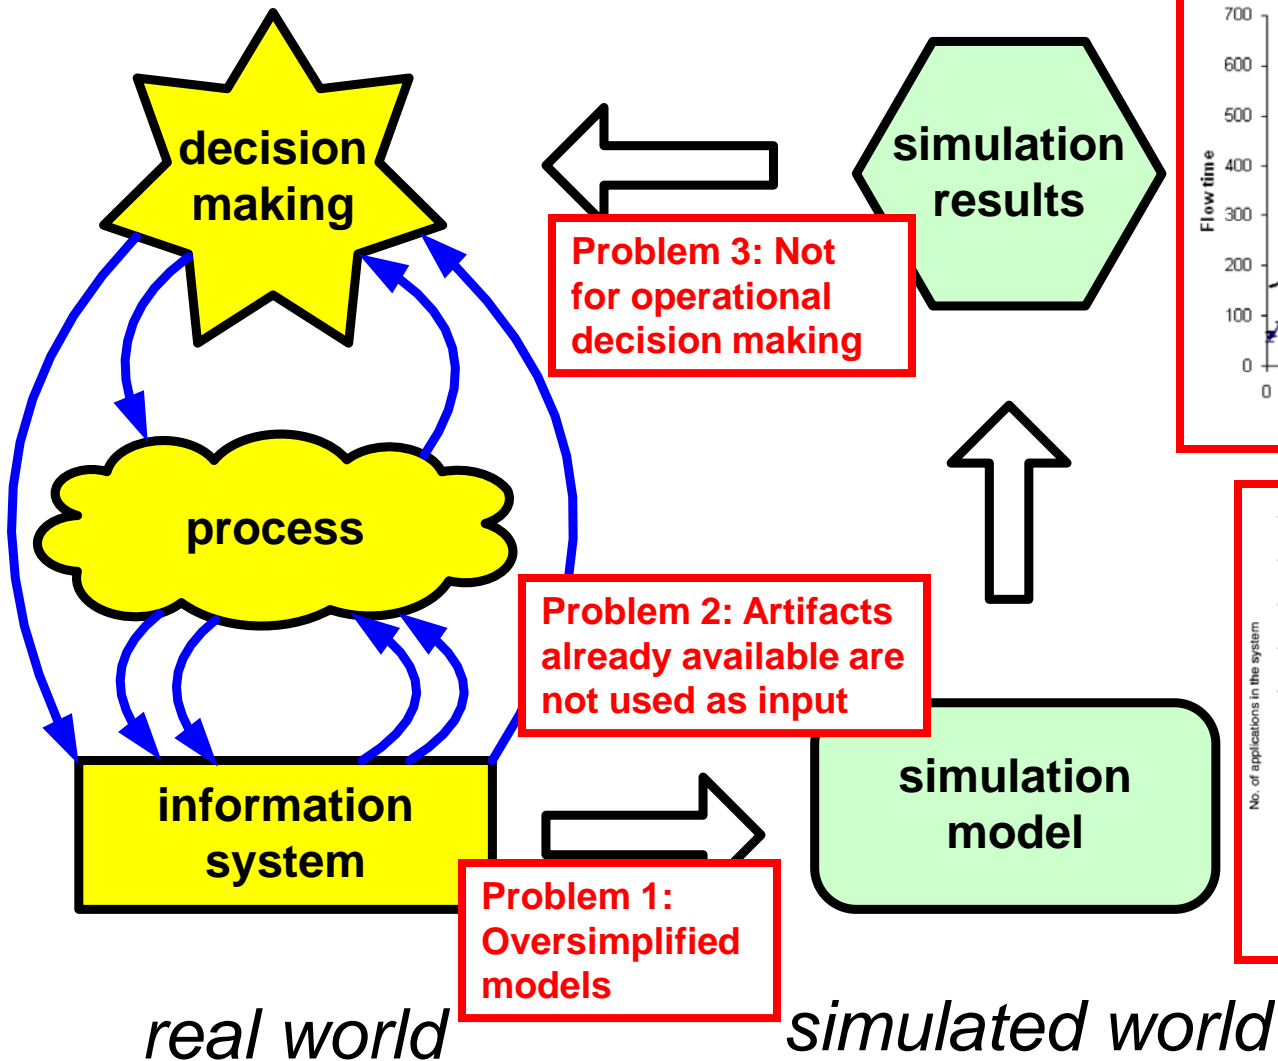 decision
making
simulation
results
Problem 3: Not
for operational
decision making
process
Problem 2: Artifacts
already available are
not used as input
information
system
simulation
model
Problem 1:
Oversimplified
models
real world
simulated world
700
600
500
400
300
200
100
0
0
Flow time
No. of applications in the system